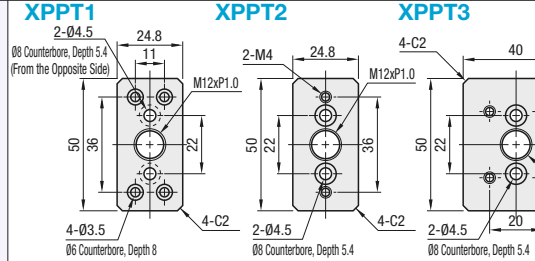 XPPT1
2-Ø4.5
Ø8 Counterbore, Depth 5.4
(From the Opposite Side)
24.8
11
M12xP1.0
50
36
22
4-Ø3.5
Ø6 Counterbore, Depth 8
4-C2
XPPT2
24.8
2-M4
M12xP1.0
50
22
36
2-Ø4.5
Ø8 Counterbore, Depth 5.4
4-C2
XPPT3
4-C2
40
50
22
20
2-Ø4.5
Ø8 Counterbore, Depth 5.4